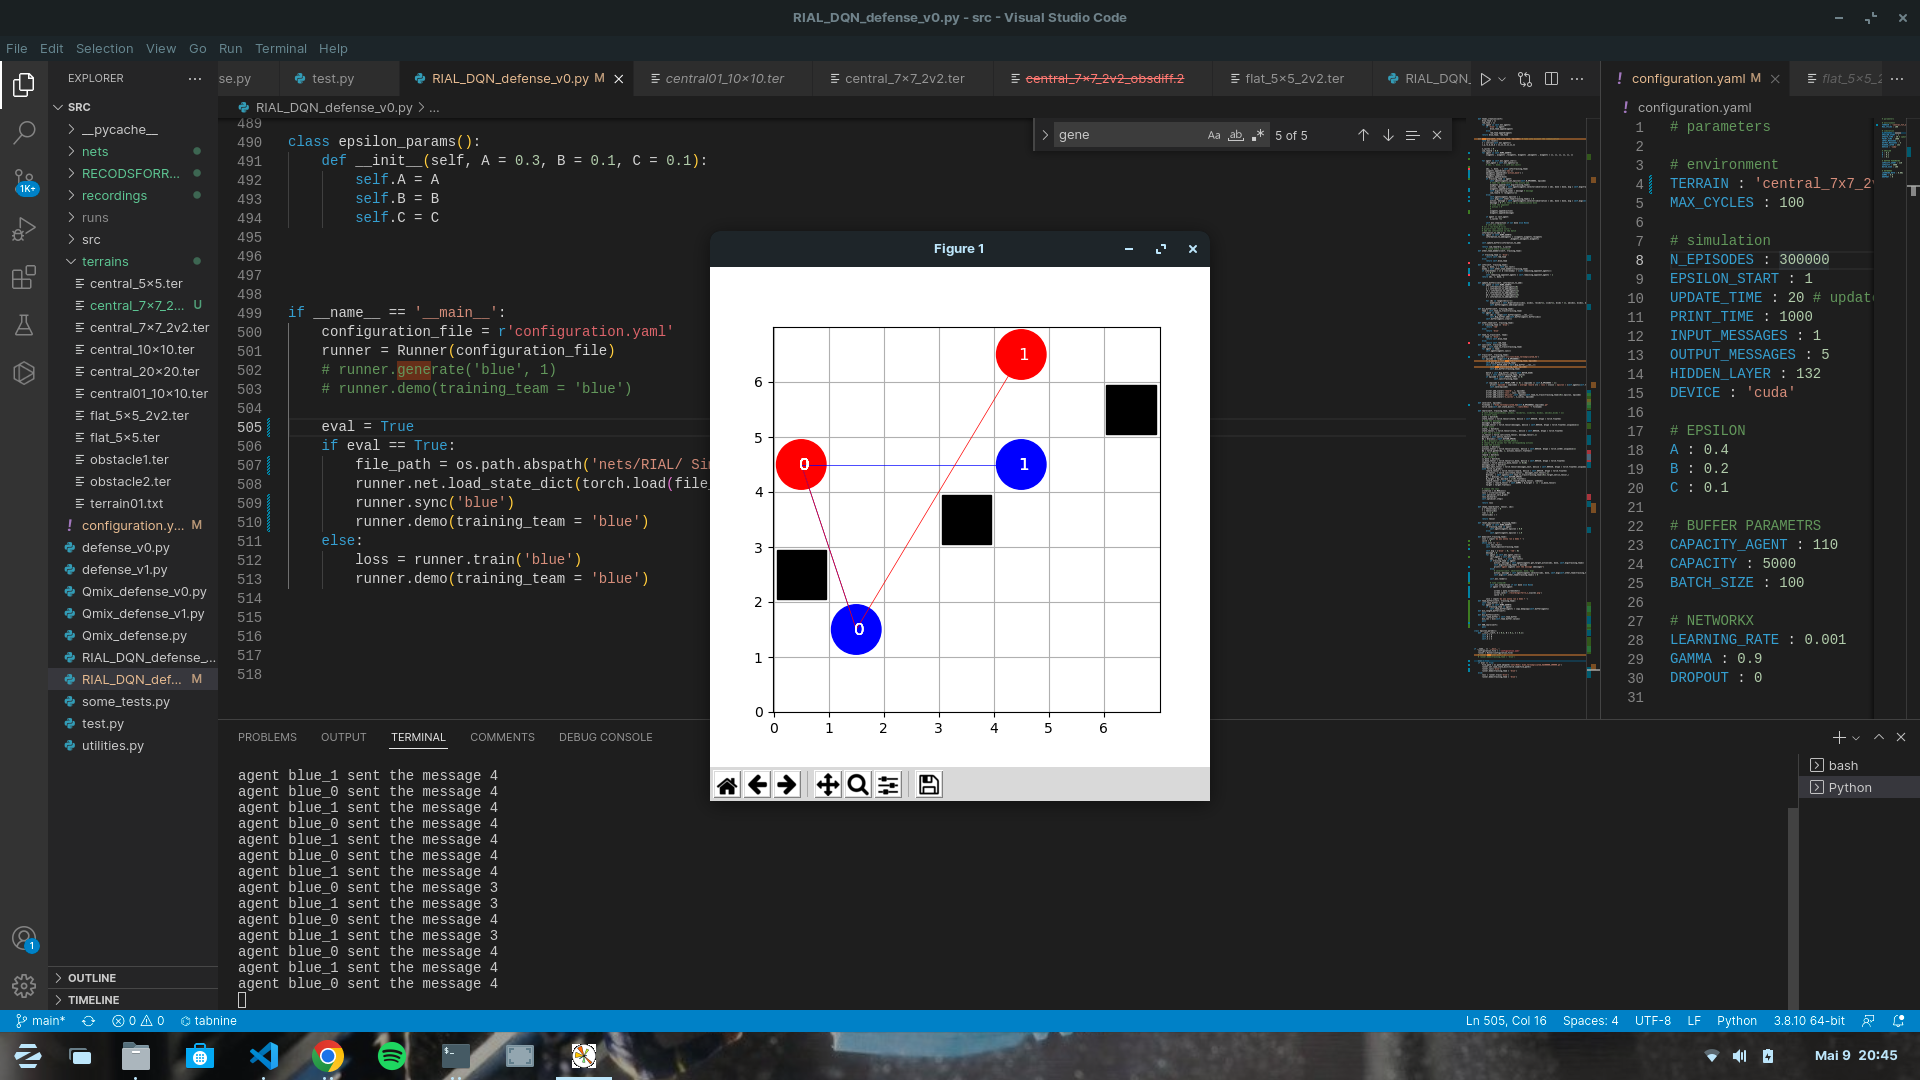 RIAL_DQN_defense_v0.py - src - Visual Studio Code
File Edit Selection View Go Run Terminal Help
EXPLORER
SRC
__pycache__
nets
RECODSFORR...
recordings
runs
src
terrains
central_5×5.ter
central_7×7_2... U
central_7×7_2v2.ter
central_10×10.ter
central_20×20.ter
central01_10×10.ter
flat_5×5_2v2.ter
flat_5×5.ter
obstacle1.ter
obstacle2.ter
terrain01.txt
configuration.y... M
defense_v0.py
defense_v1.py
Qmix_defense_v0.py
Qmix_defense_v1.py
Qmix_defense.py
RIAL_DQN_defense_...
RIAL_DQN_def... M
some_tests.py
test.py
utilities.py
OUTLINE
TIMELINE
1K+
1
se.py test.py RIAL_DQN_defense_v0.py M central01_10×10.ter central_7×7_2v2.ter central_7×7_2v2_obsdiff.2 flat_5×5_2v2.ter RIAL_DQN_
RIAL_DQN_defense_v0.py > ...
gene Aa ab 5 of 5
489
490 class epsilon_params():
491 def __init__(self, A = 0.3, B = 0.1, C = 0.1):
492 self.A = A
493 self.B = B
494 self.C = C
495
496
497
498
499 if __name__ == '__main__':
500 configuration_file = r'configuration.yaml'
501 runner = Runner(configuration_file)
502 # runner.generate('blue', 1)
503 # runner.demo(training_team = 'blue')
504
505 eval = True
506 if eval == True:
507 file_path = os.path.abspath('nets/RIAL/ Si
508 runner.net.load_state_dict(torch.load(file_
509 runner.sync('blue')
510 runner.demo(training_team = 'blue')
511 else:
512 loss = runner.train('blue')
513 runner.demo(training_team = 'blue')
514
515
516
517
518
Figure 1
1
0
1
0
6
5
4
3
2
1
0
0 1 2 3 4 5 6
configuration.yaml M flat_5×5_2
configuration.yaml
1 # parameters
2
3 # environment
4 TERRAIN : 'central_7x7_2v
5 MAX_CYCLES : 100
6
7 # simulation
8 N_EPISODES : 300000
9 EPSILON_START : 1
10 UPDATE_TIME : 20 # updat
11 PRINT_TIME : 1000
12 INPUT_MESSAGES : 1
13 OUTPUT_MESSAGES : 5
14 HIDDEN_LAYER : 132
15 DEVICE : 'cuda'
16
17 # EPSILON
18 A : 0.4
19 B : 0.2
20 C : 0.1
21
22 # BUFFER PARAMETRS
23 CAPACITY_AGENT : 110
24 CAPACITY : 5000
25 BATCH_SIZE : 100
26
27 # NETWORKX
28 LEARNING_RATE : 0.001
29 GAMMA : 0.9
30 DROPOUT : 0
31
PROBLEMS OUTPUT TERMINAL COMMENTS DEBUG CONSOLE
agent blue_1 sent the message 4
agent blue_0 sent the message 4
agent blue_1 sent the message 4
agent blue_0 sent the message 4
agent blue_1 sent the message 4
agent blue_0 sent the message 4
agent blue_1 sent the message 4
agent blue_0 sent the message 3
agent blue_1 sent the message 3
agent blue_0 sent the message 4
agent blue_1 sent the message 3
agent blue_0 sent the message 4
agent blue_1 sent the message 4
agent blue_0 sent the message 4
bash
Python
main* 0 0 tabnine
Ln 505, Col 16 Spaces: 4 UTF-8 LF Python 3.8.10 64-bit
Mai 9 20:45